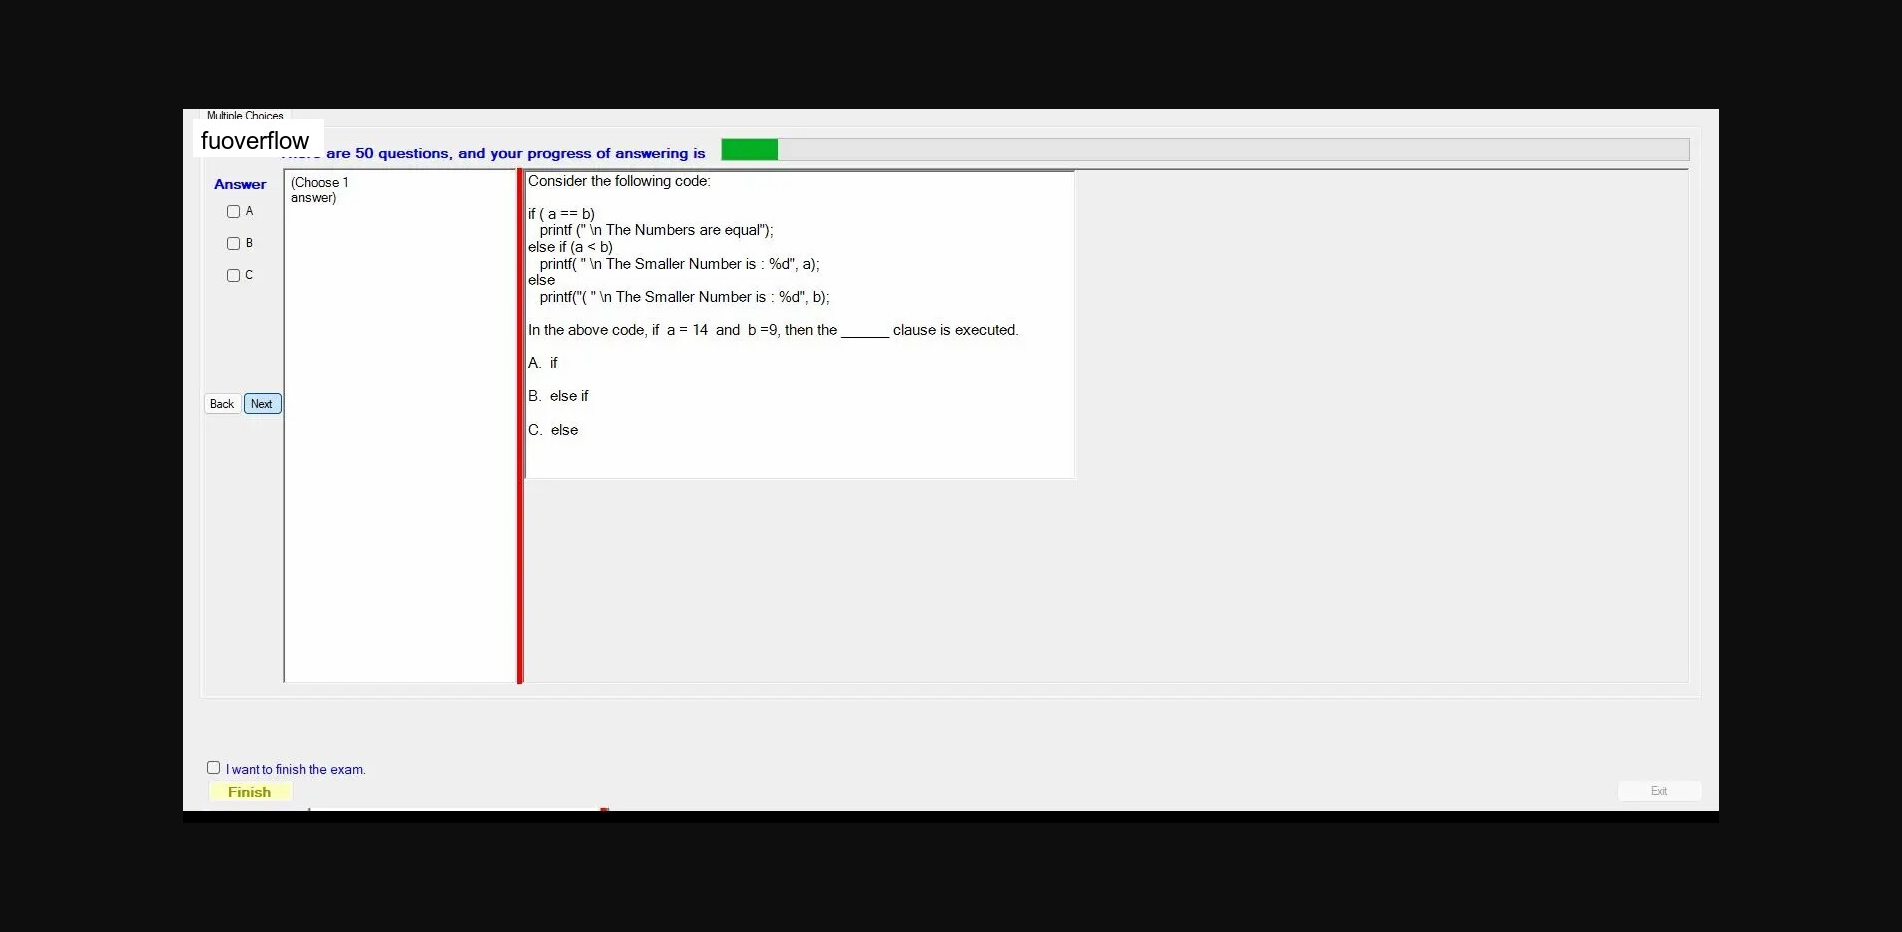 Multiple Choices
fuoverflow
are 50 questions, and your progress of answering is
Answer
A
B
C
Back
Next
(Choose 1
answer)
Consider the following code:
if ( a == b)
printf (" \n The Numbers are equal");
else if (a < b)
printf( " \n The Smaller Number is : %d", a);
else
printf("( " \n The Smaller Number is : %d", b);
In the above code, if a = 14 and b =9, then the ______ clause is executed.
A. if
B. else if
C. else
I want to finish the exam.
Finish
Exit